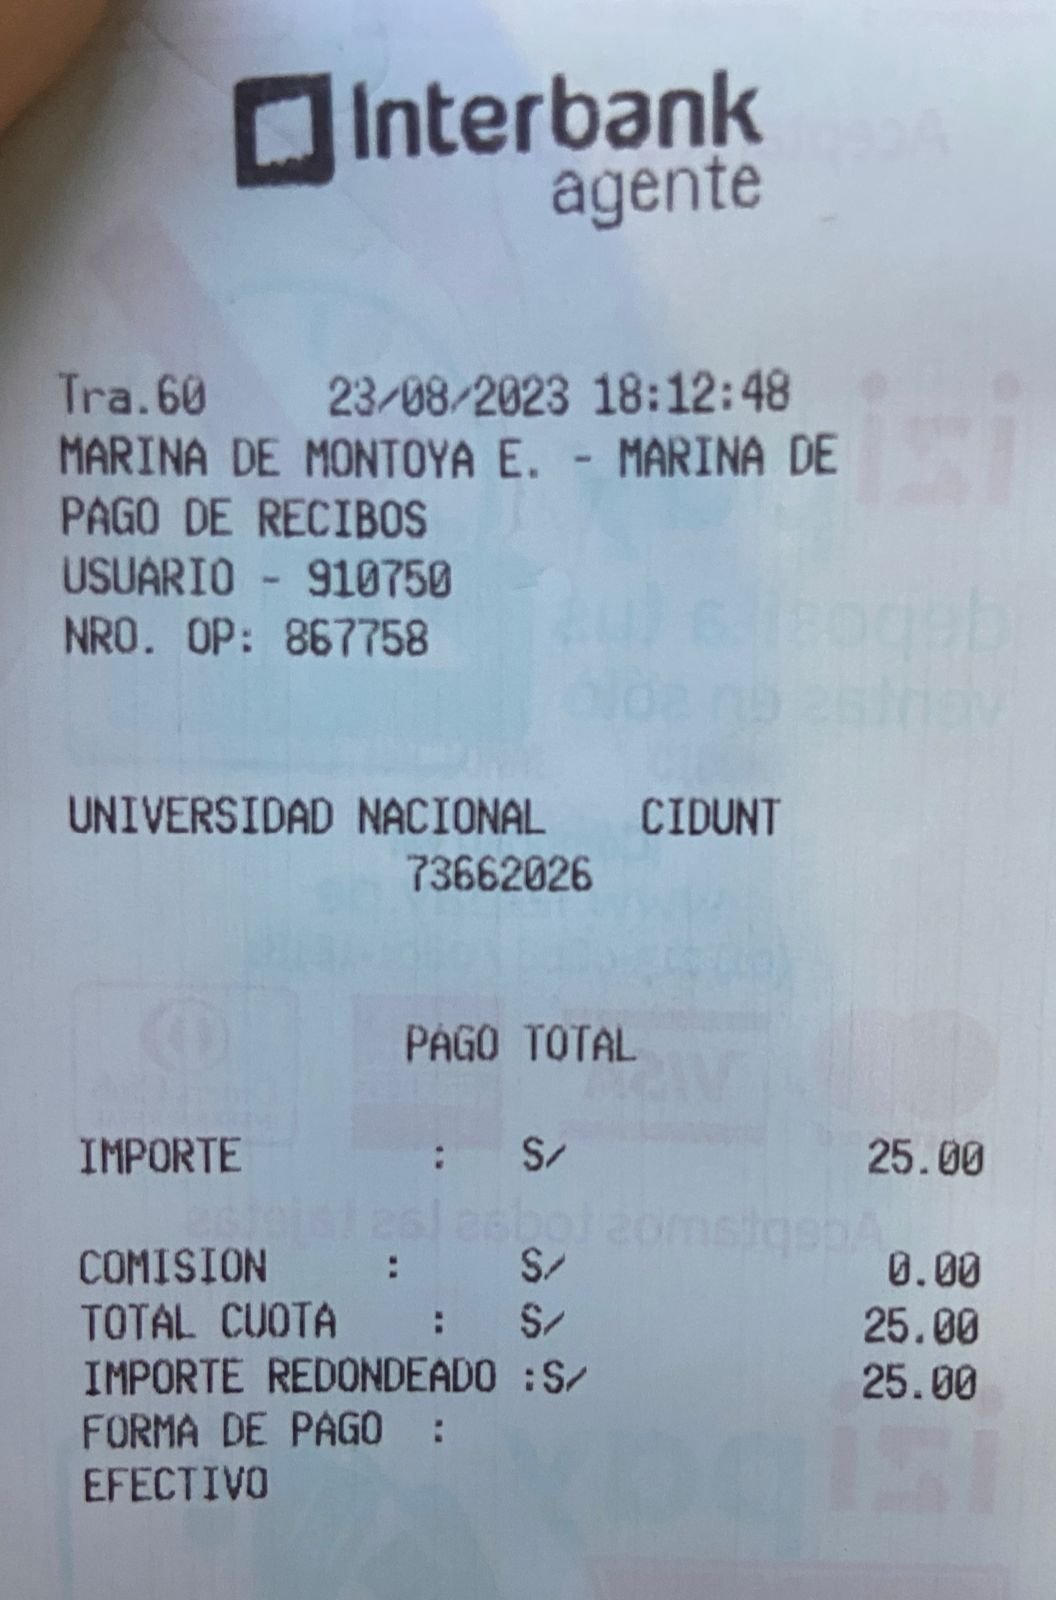 Interbank
agente
Tra.60 23/08/2023 18:12:48
MARINA DE MONTOYA E. - MARINA DE
PAGO DE RECIBOS
USUARIO - 910750
NRO. OP: 867758
UNIVERSIDAD NACIONAL CIDUNT
73662026
PAGO TOTAL
IMPORTE : S/ 25.00
COMISION : S/ 0.00
TOTAL CUOTA : S/ 25.00
IMPORTE REDONDEADO :S/ 25.00
FORMA DE PAGO :
EFECTIVO